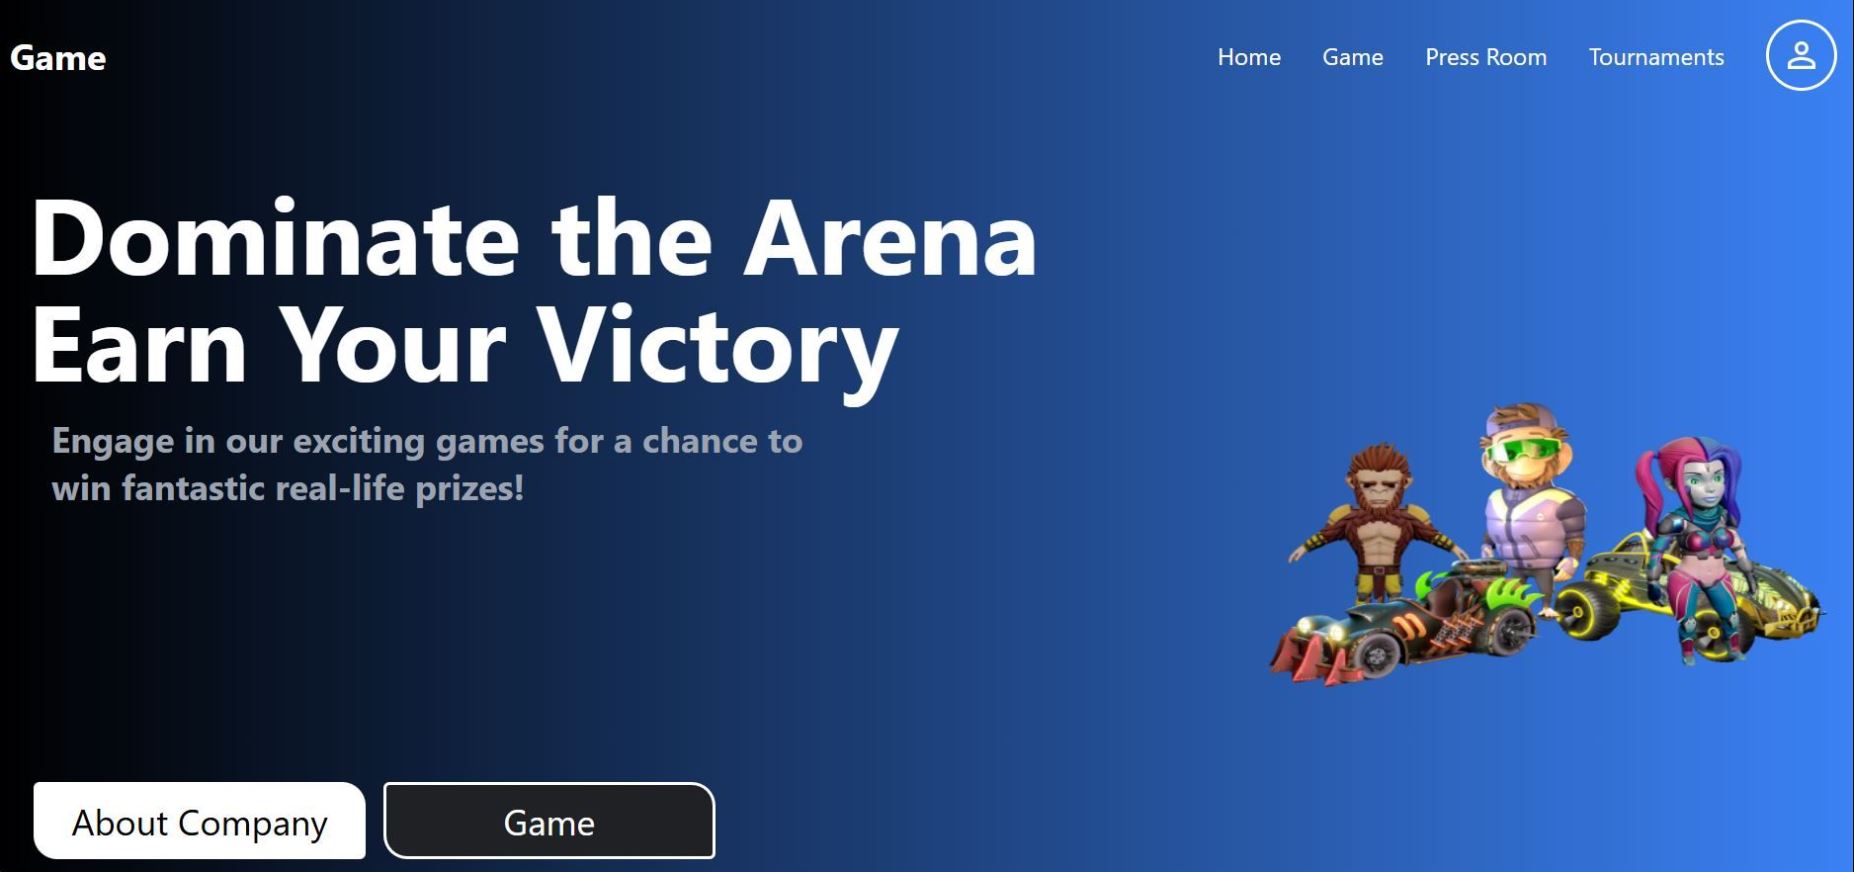 Game
Home
Game
Press Room
Tournaments
Dominate the Arena
Earn Your Victory
Engage in our exciting games for a chance to
win fantastic real-life prizes!
About Company
Game